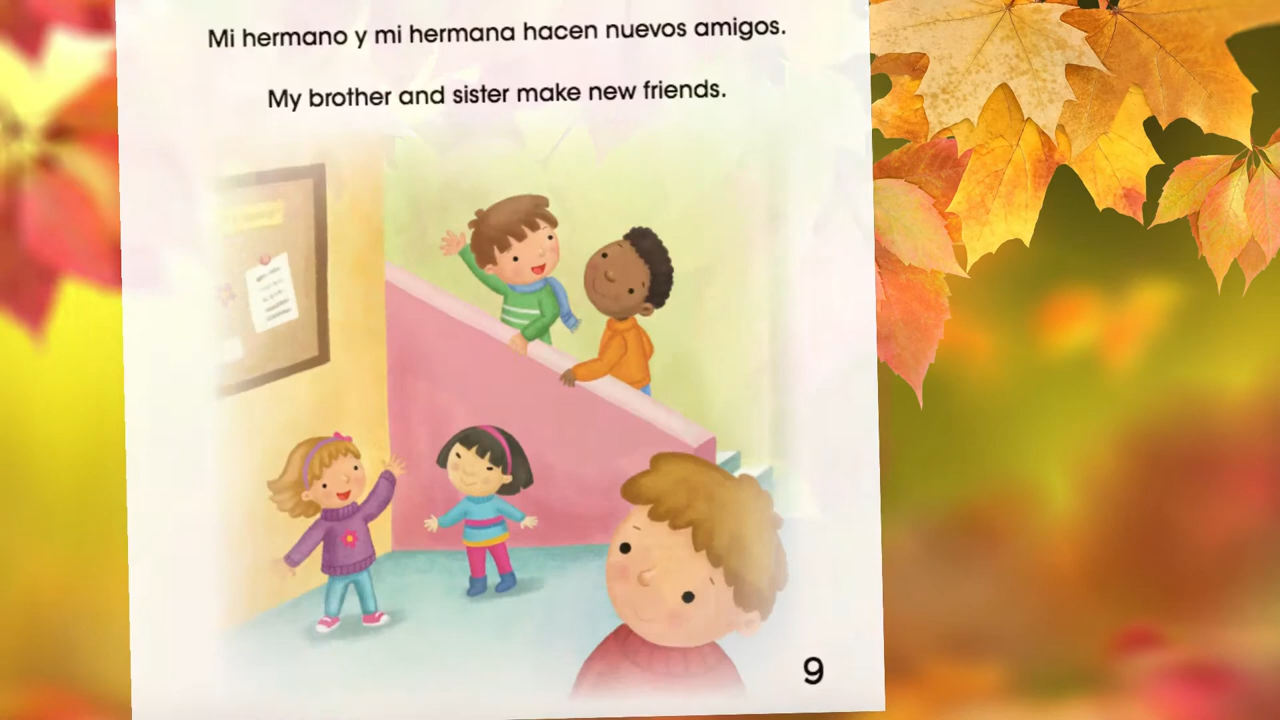 Mi hermano y mi hermana hacen nuevos amigos.
My brother and sister make new friends.
9